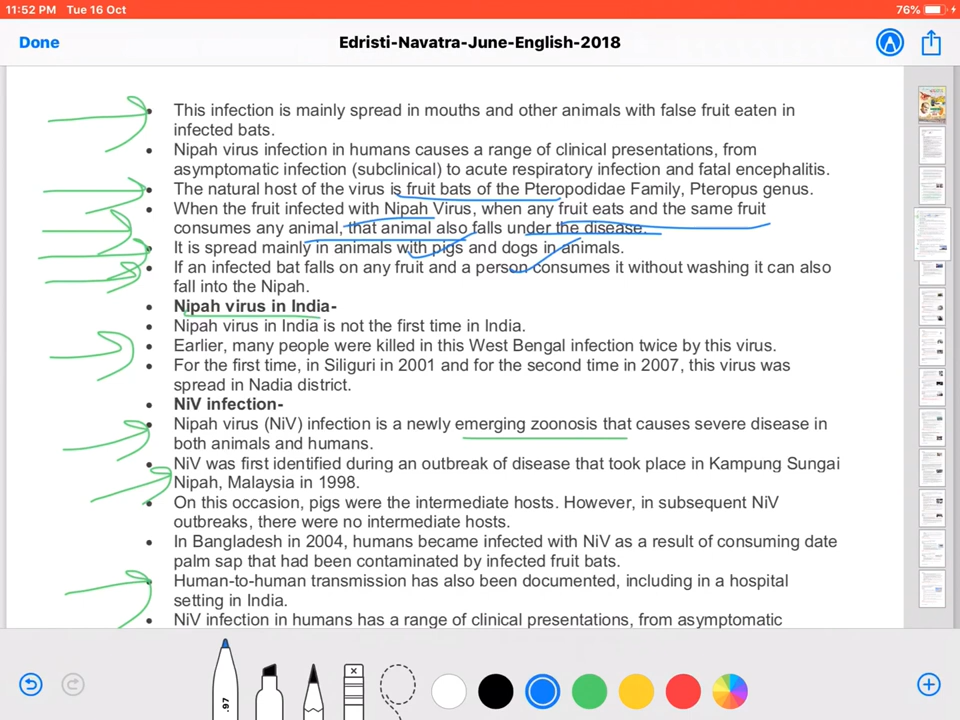 11:52 PM Tue 16 Oct 76%
Done Edristi-Navatra-June-English-2018
• This infection is mainly spread in mouths and other animals with false fruit eaten in
infected bats.
• Nipah virus infection in humans causes a range of clinical presentations, from
asymptomatic infection (subclinical) to acute respiratory infection and fatal encephalitis.
• The natural host of the virus is fruit bats of the Pteropodidae Family, Pteropus genus.
• When the fruit infected with Nipah Virus, when any fruit eats and the same fruit
consumes any animal, that animal also falls under the disease.
• It is spread mainly in animals with pigs and dogs in animals.
• If an infected bat falls on any fruit and a person consumes it without washing it can also
fall into the Nipah.
• Nipah virus in India-
• Nipah virus in India is not the first time in India.
• Earlier, many people were killed in this West Bengal infection twice by this virus.
• For the first time, in Siliguri in 2001 and for the second time in 2007, this virus was
spread in Nadia district.
• NiV infection-
• Nipah virus (NiV) infection is a newly emerging zoonosis that causes severe disease in
both animals and humans.
• NiV was first identified during an outbreak of disease that took place in Kampung Sungai
Nipah, Malaysia in 1998.
• On this occasion, pigs were the intermediate hosts. However, in subsequent NiV
outbreaks, there were no intermediate hosts.
• In Bangladesh in 2004, humans became infected with NiV as a result of consuming date
palm sap that had been contaminated by infected fruit bats.
• Human-to-human transmission has also been documented, including in a hospital
setting in India.
• NiV infection in humans has a range of clinical presentations, from asymptomatic
.97